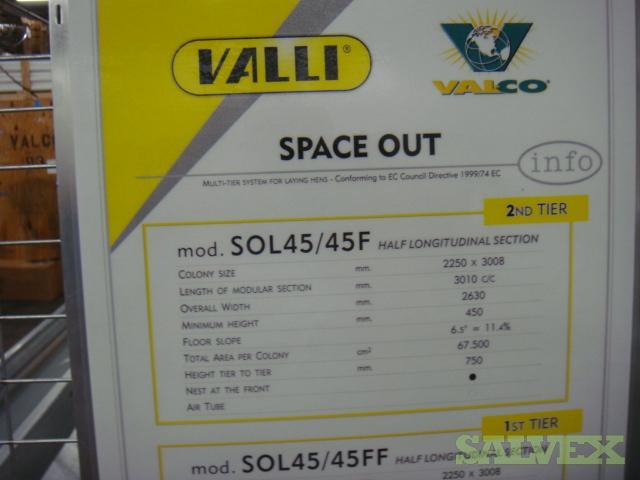 VALLI®
VALCO®
VALC
SPACE OUT
info
MULTI-TIER SYSTEM FOR LAYING HENS - Conforming to EC Council Directive 1999/74 EC
2ND TIER
mod. SOL45/45F HALF LONGITUDINAL SECTION
COLONY SIZE mm. 2250 x 3008
LENGTH OF MODULAR SECTION mm. 3010 c/c
OVERALL WIDTH mm. 2630
MINIMUM HEIGHT mm. 450
FLOOR SLOPE 6.5° = 11.4%
TOTAL AREA PER COLONY cm² 67.500
HEIGHT TIER TO TIER mm. 750
NEST AT THE FRONT •
AIR TUBE
1ST TIER
mod. SOL45/45FF HALF LONGITUDINAL SECTION
2250 x 3008
SALVEX